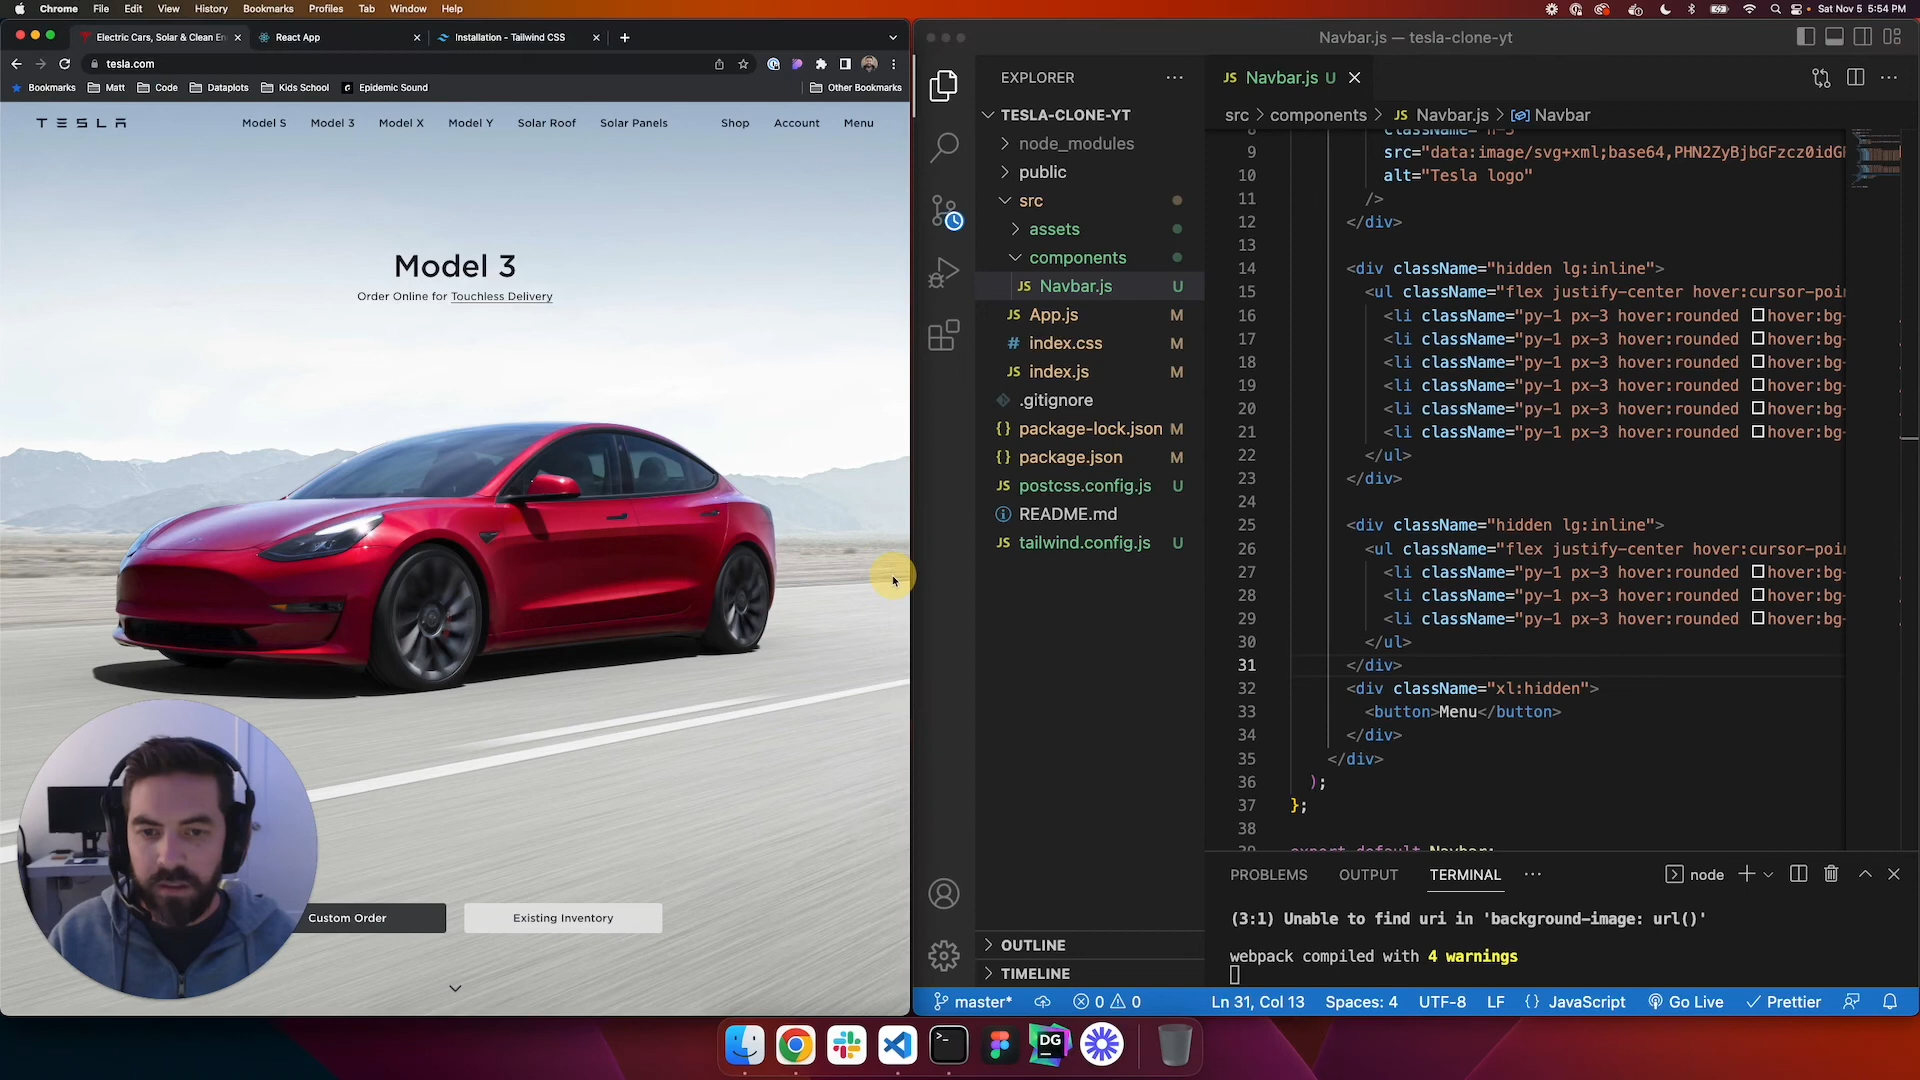 Chrome File Edit View History Bookmarks Profiles Tab Window Help
Sat Nov 5 5:54 PM
Electric Cars, Solar & Clean En
React App
Installation - Tailwind CSS
tesla.com
Bookmarks Matt Code Dataplots Kids School Epidemic Sound Other Bookmarks
TESLA Model S Model 3 Model X Model Y Solar Roof Solar Panels Shop Account Menu
Model 3
Order Online for Touchless Delivery
Custom Order
Existing Inventory
Navbar.js — tesla-clone-yt
EXPLORER
TESLA-CLONE-YT
node_modules
public
src
assets
components
JS Navbar.js U
JS App.js M
# index.css M
JS index.js M
.gitignore
{} package-lock.json M
{} package.json M
JS postcss.config.js U
README.md
JS tailwind.config.js U
OUTLINE
TIMELINE
JS Navbar.js U
src > components > JS Navbar.js > Navbar
9 src="data:image/svg+xml;base64,PHN2ZyBjbGFzcz0idGF
10 alt="Tesla logo"
11 />
12 </div>
13
14 <div className="hidden lg:inline">
15 <ul className="flex justify-center hover:cursor-poin
16 <li className="py-1 px-3 hover:rounded hover:bg-
17 <li className="py-1 px-3 hover:rounded hover:bg-
18 <li className="py-1 px-3 hover:rounded hover:bg-
19 <li className="py-1 px-3 hover:rounded hover:bg-
20 <li className="py-1 px-3 hover:rounded hover:bg-
21 <li className="py-1 px-3 hover:rounded hover:bg-
22 </ul>
23 </div>
24
25 <div className="hidden lg:inline">
26 <ul className="flex justify-center hover:cursor-poin
27 <li className="py-1 px-3 hover:rounded hover:bg-
28 <li className="py-1 px-3 hover:rounded hover:bg-
29 <li className="py-1 px-3 hover:rounded hover:bg-
30 </ul>
31 </div>
32 <div className="xl:hidden">
33 <button>Menu</button>
34 </div>
35 </div>
36 );
37 };
38
PROBLEMS OUTPUT TERMINAL node
(3:1) Unable to find uri in 'background-image: url()'
webpack compiled with 4 warnings
master* 0 0 Ln 31, Col 13 Spaces: 4 UTF-8 LF {} JavaScript Go Live Prettier
DG